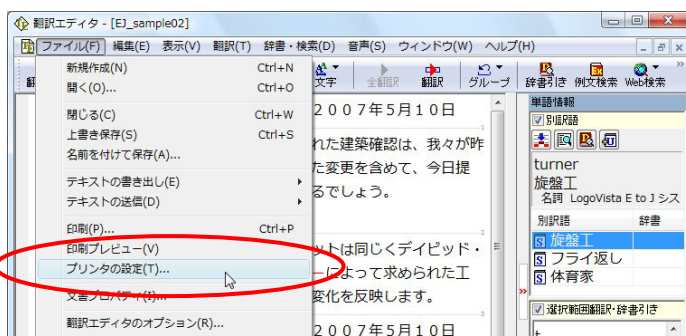 翻訳エディタ - [EJ_sample02]
ファイル(F) 編集(E) 表示(V) 翻訳(T) 辞書・検索(D) 音声(S) ウィンドウ(W) ヘルプ(H)
文字 全翻訳 翻訳 グループ 辞書引き 例文検索 Web検索
新規作成(N) Ctrl+N
開く(O)... Ctrl+O
閉じる(C) Ctrl+W
上書き保存(S) Ctrl+S
名前を付けて保存(A)...
テキストの書き出し(E)
テキストの送信(D)
印刷(P)... Ctrl+P
印刷プレビュー(V)
プリンタの設定(T)...
文書プロパティ(I)...
翻訳エディタのオプション(R)...
2007年5月10日
1
れた建築確認は、我々が昨
た変更を含めて、今日提
るでしょう。
2
ットは同じくデイビッド・
ーによって求められた工
変化を反映します。
3
2007年5月10日
単語情報
別訳語
turner
旋盤工
名詞 LogoVista E to J シス
別訳語 辞書
S 旋盤工
S フライ返し
S 体育家
選択範囲翻訳・辞書引き